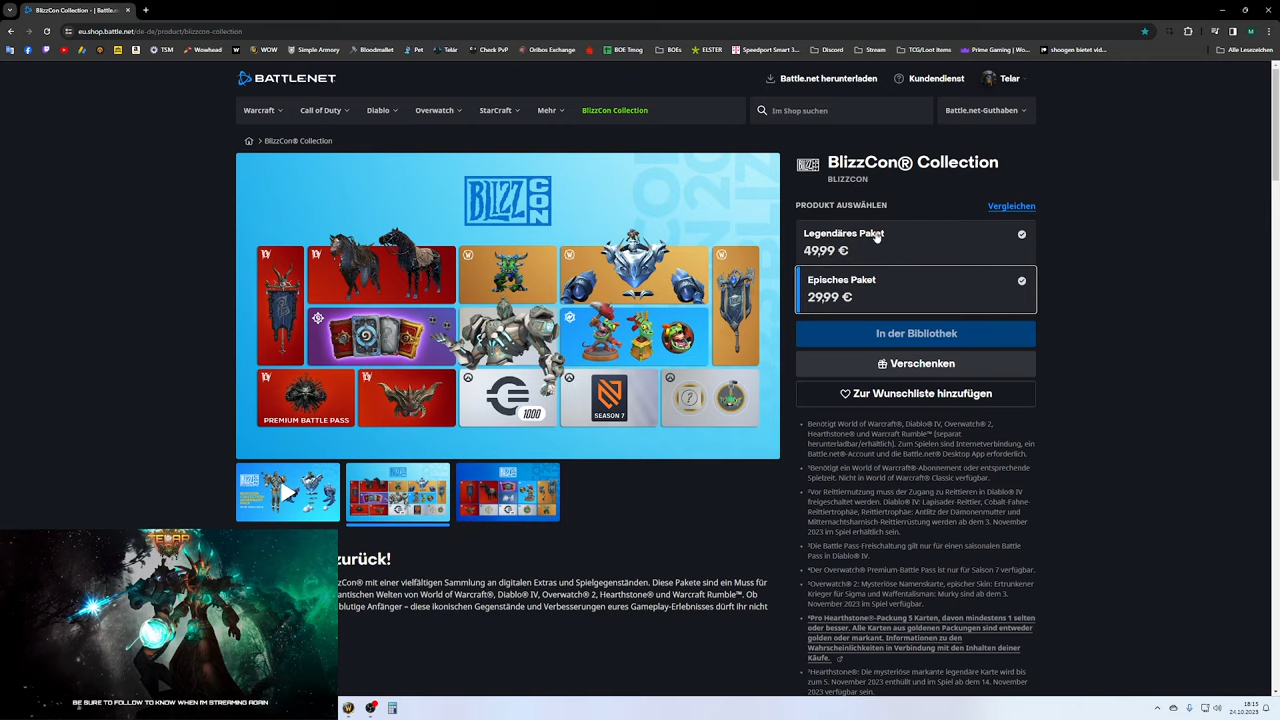 BlizzCon Collection - Battle.net
eu.shop.battle.net/de-de/product/blizzcon-collection
TSM
WOW
Simple Armory
Bloodmallet
Pet
Telár
Check PvP
Oribos Exchange
BOE Tmog
BOEs
ELSTER
Speedport Smart 3...
Discord
Stream
TCG/Loot Items
Prime Gaming | Wo...
shoogen bietet vid...
Alle Lesezeichen
BATTLENET
Battle.net herunterladen
Kundendienst
Telar
Warcraft
Call of Duty
Diablo
Overwatch
StarCraft
Mehr
BlizzCon Collection
Im Shop suchen
Battle.net-Guthaben
> BlizzCon® Collection
BLIZZ CON
PREMIUM BATTLE PASS
1000
SEASON 7
BlizzCon® Collection
BLIZZCON
PRODUKT AUSWÄHLEN
Vergleichen
Legendäres Paket
49,99 €
Episches Paket
29,99 €
In der Bibliothek
Verschenken
Zur Wunschliste hinzufügen
• Benötigt World of Warcraft®, Diablo® IV, Overwatch® 2,
Hearthstone® und Warcraft Rumble™ (separat
herunterladbar/erhältlich). Zum Spielen sind Internetverbindung, ein
Battle.net®-Account und die Battle.net® Desktop App erforderlich.
• ¹Benötigt ein World of Warcraft®-Abonnement oder entsprechende
Spielzeit. Nicht in World of Warcraft® Classic verfügbar.
• ²Vor Reittiernutzung muss der Zugang zu Reittieren in Diablo® IV
freigeschaltet werden. Diablo® IV: Lapisader-Reittier, Cobalt-Fahne-
Reittiertrophäe, Reittiertrophäe: Antlitz der Dämonenmutter und
Mitternachtsharnisch-Reittierrüstung werden ab dem 3. November
2023 im Spiel erhältlich sein.
• ³Die Battle Pass-Freischaltung gilt nur für einen saisonalen Battle
Pass in Diablo® IV.
• ⁴Der Overwatch® Premium-Battle Pass ist nur für Saison 7 verfügbar.
• ⁵Overwatch® 2: Mysteriöse Namenskarte, epischer Skin: Ertrunkener
Krieger für Sigma und Waffentalisman: Murky sind ab dem 3.
November 2023 im Spiel verfügbar.
• ⁶Pro Hearthstone®-Packung 5 Karten, davon mindestens 1 selten
oder besser. Alle Karten aus goldenen Packungen sind entweder
golden oder markant. Informationen zu den
Wahrscheinlichkeiten in Verbindung mit den Inhalten deiner
Käufe.
• ⁷Hearthstone®: Die mysteriöse markante legendäre Karte wird bis
zum 5. November 2023 enthüllt und im Spiel ab dem 14. November
2023 verfügbar sein.
zurück!
zzCon® mit einer vielfältigen Sammlung an digitalen Extras und Spielgegenständen. Diese Pakete sind ein Muss für
antischen Welten von World of Warcraft®, Diablo® IV, Overwatch® 2, Hearthstone® und Warcraft Rumble™. Ob
blutige Anfänger – diese ikonischen Gegenstände und Verbesserungen eures Gameplay-Erlebnisses dürft ihr nicht
TELAR
BE SURE TO FOLLOW TO KNOW WHEN I'M STREAMING AGAIN
18:15
24.10.2023